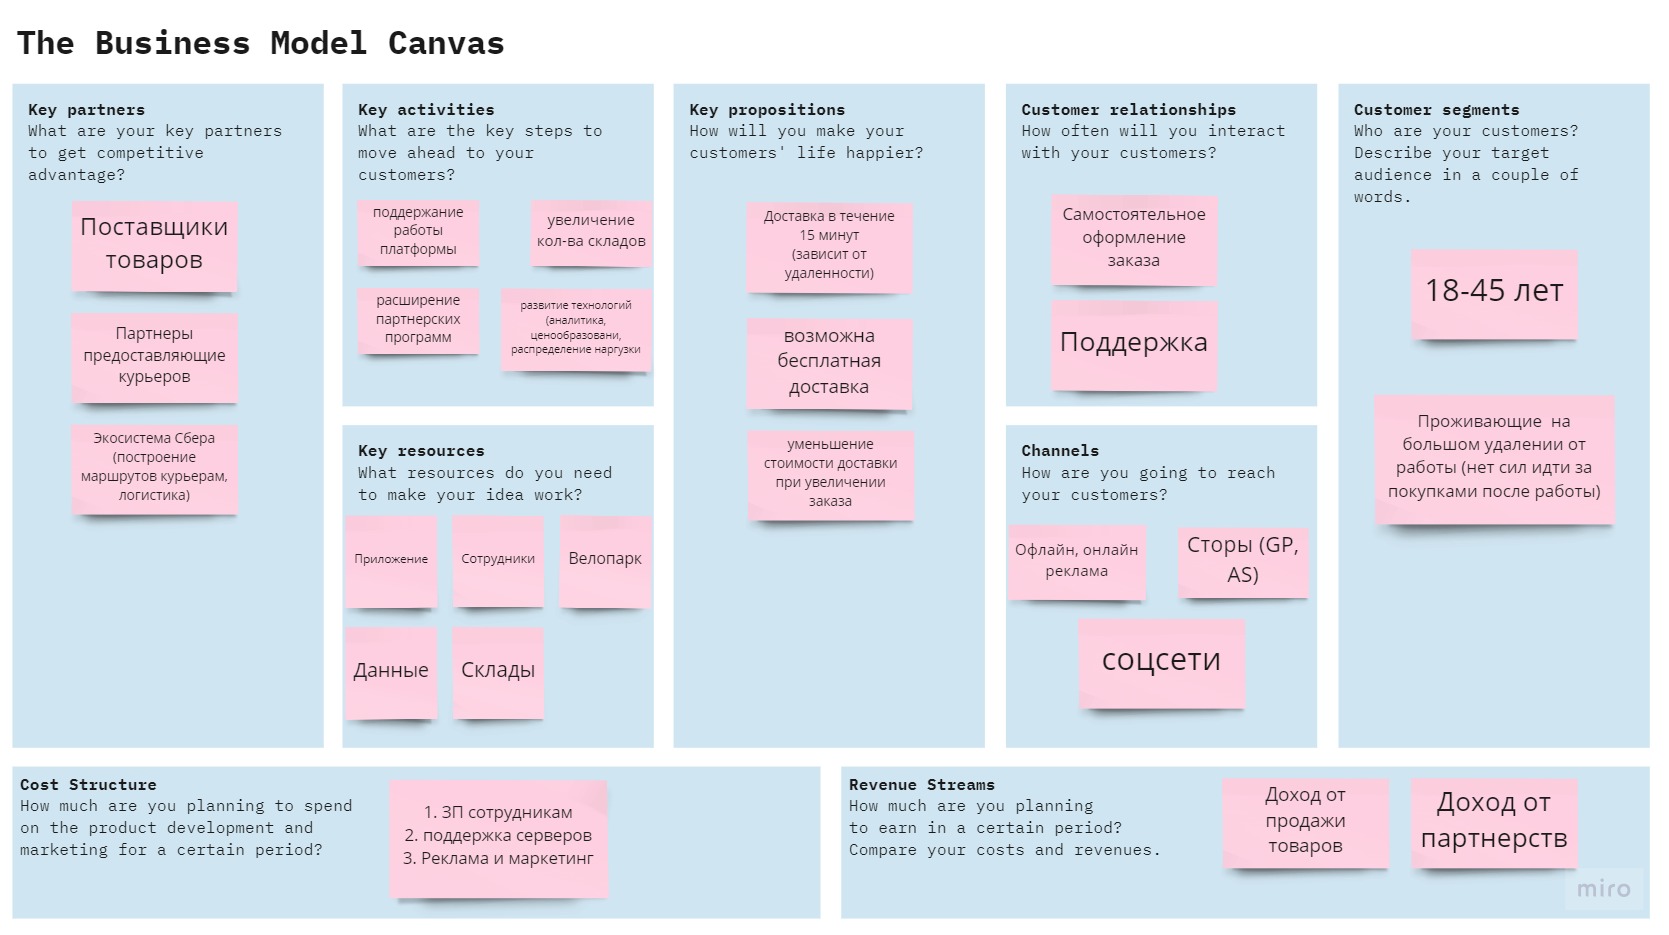 The Business Model Canvas
Key partners
What are your key partners
to get competitive
advantage?
Поставщики
товаров
Партнеры
предоставляющие
курьеров
Экосистема Сбера
(построение
маршрутов курьерам,
логистика)
Key activities
What are the key steps to
move ahead to your
customers?
поддержание
работы
платформы
увеличение
кол-ва складов
расширение
партнерских
программ
развитие технологий
(аналитика,
ценообразовани,
распределение наргузки
Key resources
What resources do you need
to make your idea work?
Приложение
Сотрудники
Велопарк
Данные
Склады
Key propositions
How will you make your
customers' life happier?
Доставка в течение
15 минут
(зависит от
удаленности)
возможна
бесплатная
доставка
уменьшение
стоимости доставки
при увеличении
заказа
Customer relationships
How often will you interact
with your customers?
Самостоятельное
оформление
заказа
Поддержка
Channels
How are you going to reach
your customers?
Офлайн, онлайн
реклама
Сторы (GP,
AS)
соцсети
Customer segments
Who are your customers?
Describe your target
audience in a couple of
words.
18-45 лет
Проживающие на
большом удалении от
работы (нет сил идти за
покупками после работы)
Cost Structure
How much are you planning to spend
on the product development and
marketing for a certain period?
1. ЗП сотрудникам
2. поддержка серверов
3. Реклама и маркетинг
Revenue Streams
How much are you planning
to earn in a certain period?
Compare your costs and revenues.
Доход от
продажи
товаров
Доход от
партнерств
miro